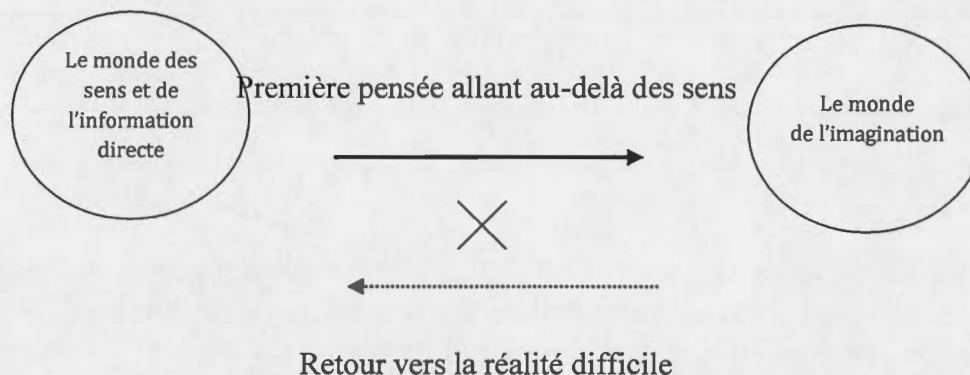 Le monde des
sens et de
l'information
directe
Première pensée allant au-delà des sens
Le monde
de l'imagination
Retour vers la réalité difficile